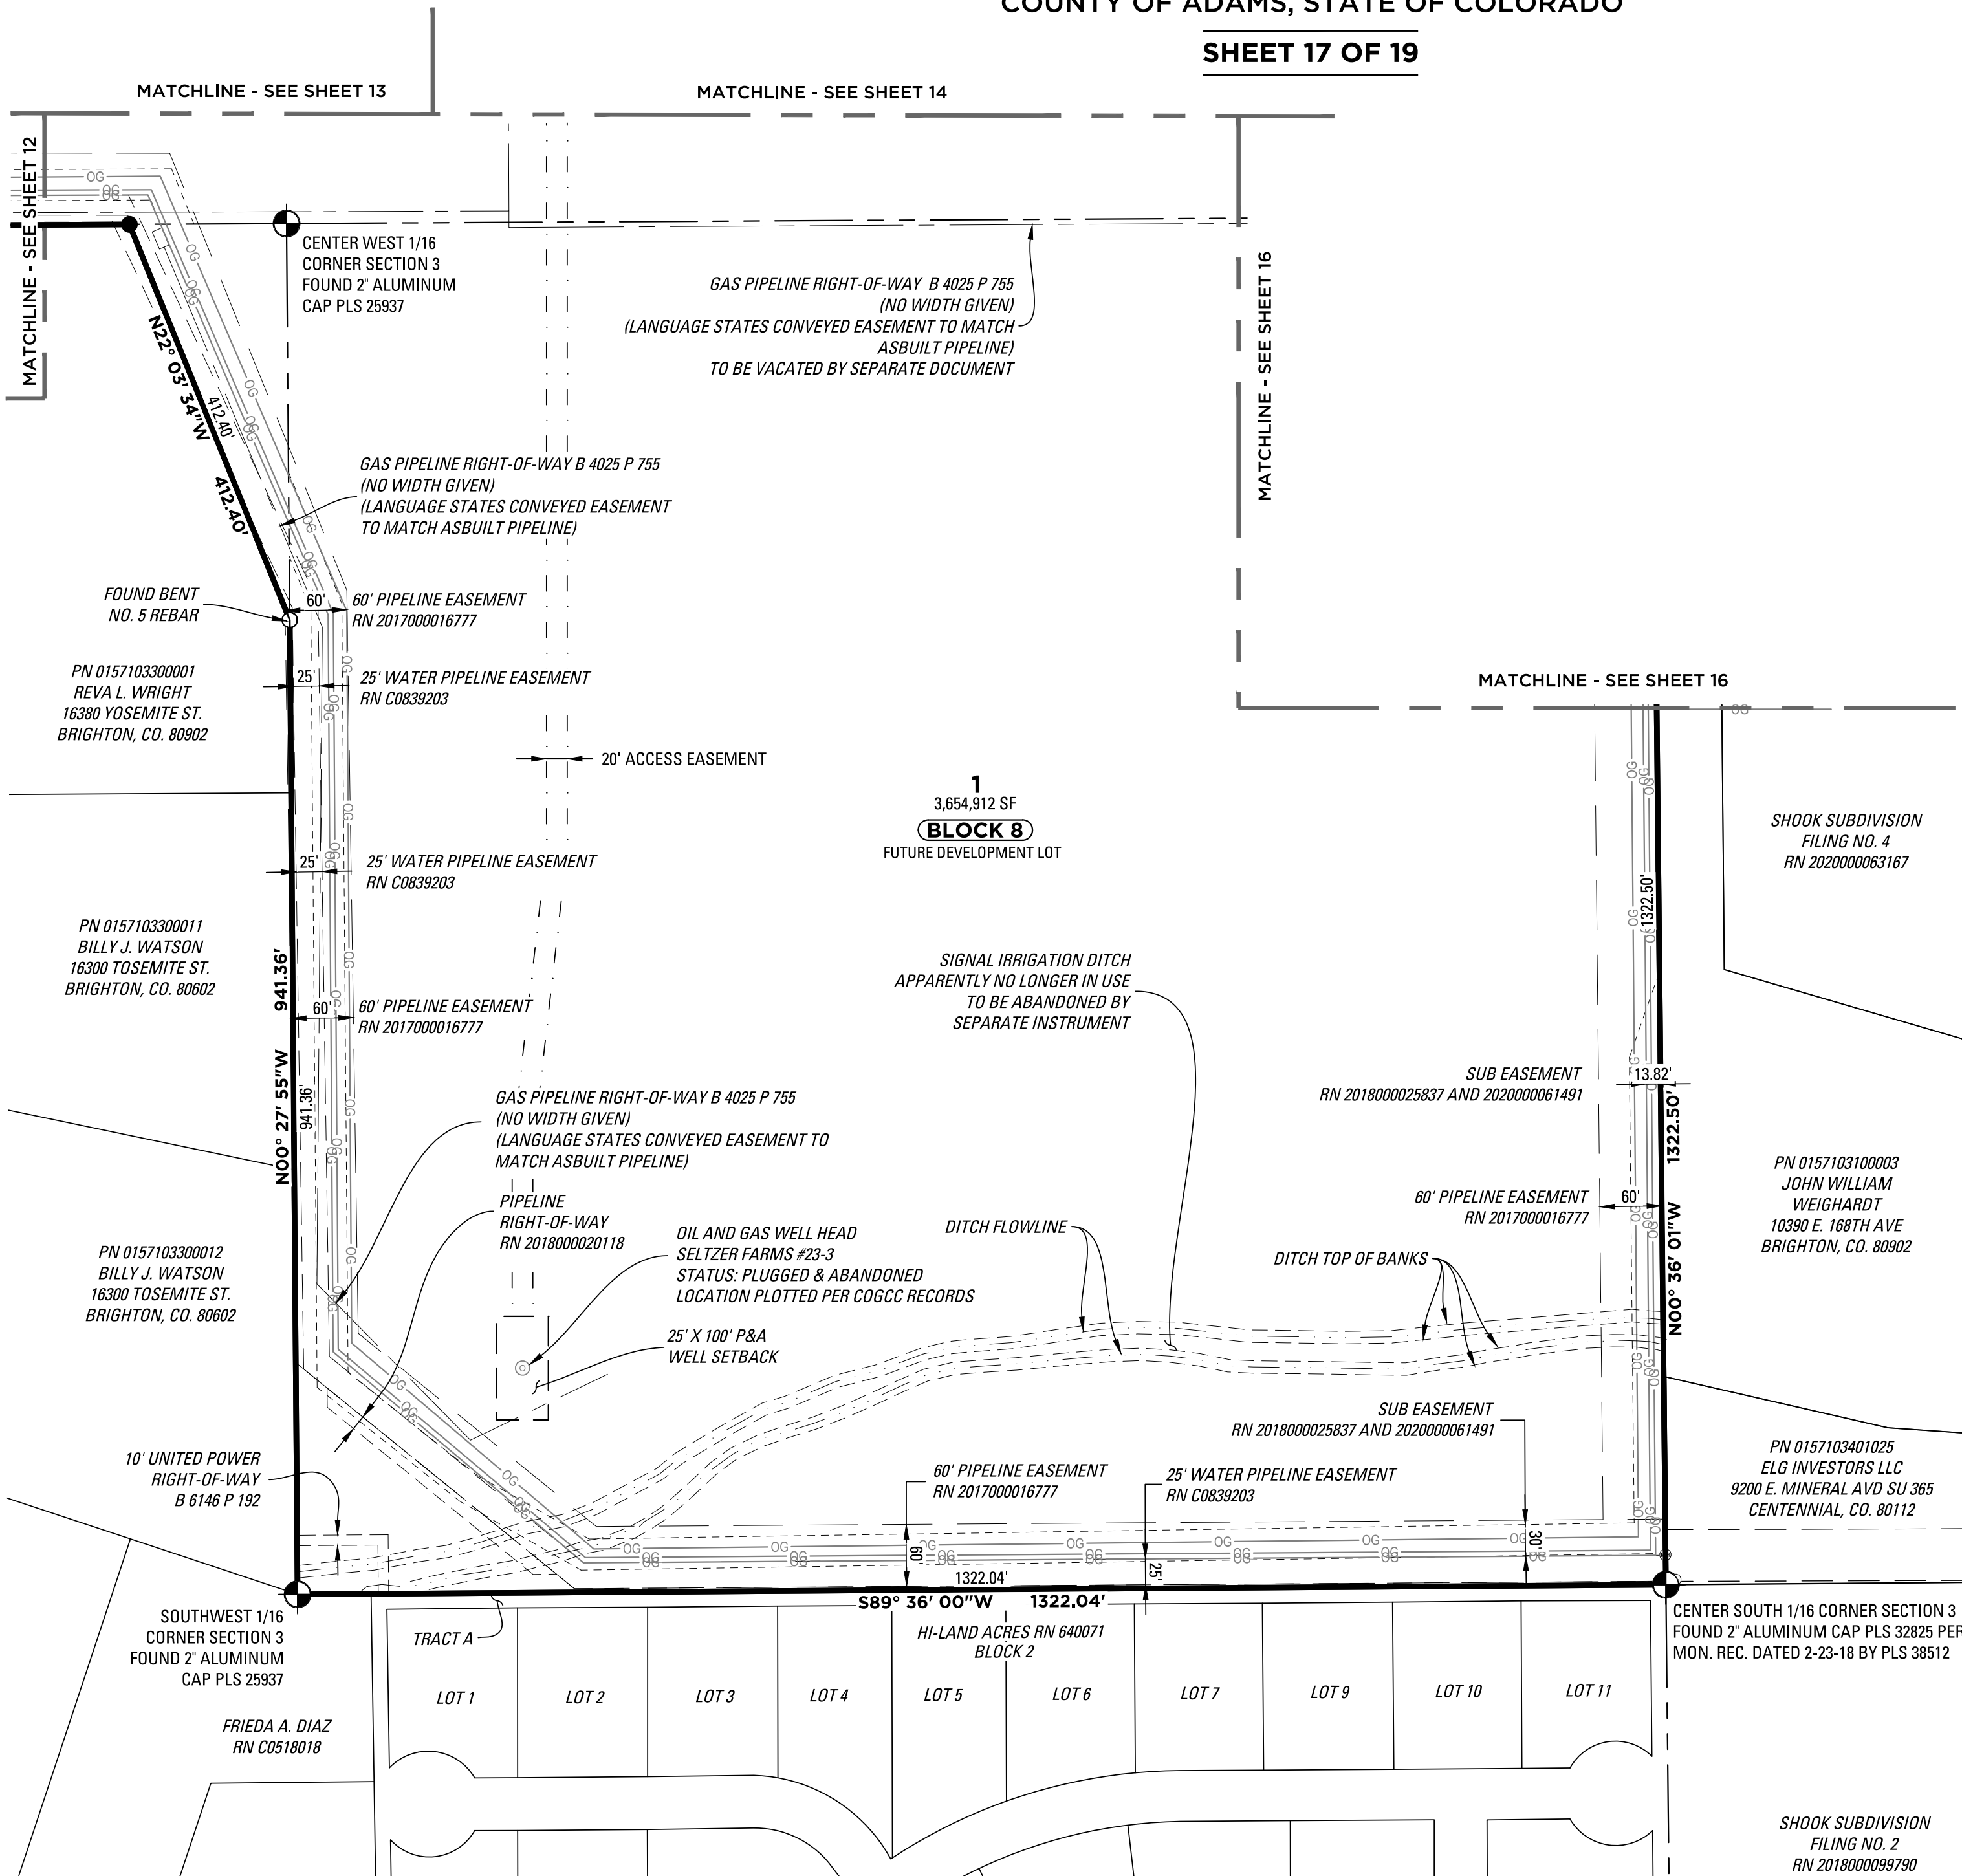 COUNTY OF ADAMS, STATE OF COLORADO
SHEET 17 OF 19
MATCHLINE - SEE SHEET 13
MATCHLINE - SEE SHEET 14
MATCHLINE - SEE SHEET 12
MATCHLINE - SEE SHEET 16
MATCHLINE - SEE SHEET 16
CENTER WEST 1/16
CORNER SECTION 3
FOUND 2" ALUMINUM
CAP PLS 25937
GAS PIPELINE RIGHT-OF-WAY B 4025 P 755
(NO WIDTH GIVEN)
(LANGUAGE STATES CONVEYED EASEMENT TO MATCH
ASBUILT PIPELINE)
TO BE VACATED BY SEPARATE DOCUMENT
N22° 03' 34"W 412.40'
412.40'
GAS PIPELINE RIGHT-OF-WAY B 4025 P 755
(NO WIDTH GIVEN)
(LANGUAGE STATES CONVEYED EASEMENT
TO MATCH ASBUILT PIPELINE)
FOUND BENT
NO. 5 REBAR
60'
60' PIPELINE EASEMENT
RN 2017000016777
PN 0157103300001
REVA L. WRIGHT
16380 YOSEMITE ST.
BRIGHTON, CO. 80902
25'
25' WATER PIPELINE EASEMENT
RN C0839203
20' ACCESS EASEMENT
1
3,654,912 SF
BLOCK 8
FUTURE DEVELOPMENT LOT
SHOOK SUBDIVISION
FILING NO. 4
RN 2020000063167
25'
25' WATER PIPELINE EASEMENT
RN C0839203
1322.50'
PN 0157103300011
BILLY J. WATSON
16300 TOSEMITE ST.
BRIGHTON, CO. 80602
N00° 27' 55"W 941.36'
941.36'
60'
60' PIPELINE EASEMENT
RN 2017000016777
SIGNAL IRRIGATION DITCH
APPARENTLY NO LONGER IN USE
TO BE ABANDONED BY
SEPARATE INSTRUMENT
SUB EASEMENT
RN 2018000025837 AND 2020000061491
13.82'
N00° 36' 01"W 1322.50'
GAS PIPELINE RIGHT-OF-WAY B 4025 P 755
(NO WIDTH GIVEN)
(LANGUAGE STATES CONVEYED EASEMENT TO
MATCH ASBUILT PIPELINE)
PN 0157103100003
JOHN WILLIAM
WEIGHARDT
10390 E. 168TH AVE
BRIGHTON, CO. 80902
60' PIPELINE EASEMENT
RN 2017000016777
60'
PIPELINE
RIGHT-OF-WAY
RN 2018000020118
OIL AND GAS WELL HEAD
SELTZER FARMS #23-3
STATUS: PLUGGED & ABANDONED
LOCATION PLOTTED PER COGCC RECORDS
DITCH FLOWLINE
DITCH TOP OF BANKS
PN 0157103300012
BILLY J. WATSON
16300 TOSEMITE ST.
BRIGHTON, CO. 80602
25' X 100' P&A
WELL SETBACK
SUB EASEMENT
RN 2018000025837 AND 2020000061491
10' UNITED POWER
RIGHT-OF-WAY
B 6146 P 192
60' PIPELINE EASEMENT
RN 2017000016777
25' WATER PIPELINE EASEMENT
RN C0839203
PN 0157103401025
ELG INVESTORS LLC
9200 E. MINERAL AVD SU 365
CENTENNIAL, CO. 80112
60'
25'
30'
1322.04'
S89° 36' 00"W 1322.04'
SOUTHWEST 1/16
CORNER SECTION 3
FOUND 2" ALUMINUM
CAP PLS 25937
TRACT A
HI-LAND ACRES RN 640071
BLOCK 2
CENTER SOUTH 1/16 CORNER SECTION 3
FOUND 2" ALUMINUM CAP PLS 32825 PER
MON. REC. DATED 2-23-18 BY PLS 38512
LOT 1
LOT 2
LOT 3
LOT 4
LOT 5
LOT 6
LOT 7
LOT 9
LOT 10
LOT 11
FRIEDA A. DIAZ
RN C0518018
SHOOK SUBDIVISION
FILING NO. 2
RN 2018000099790